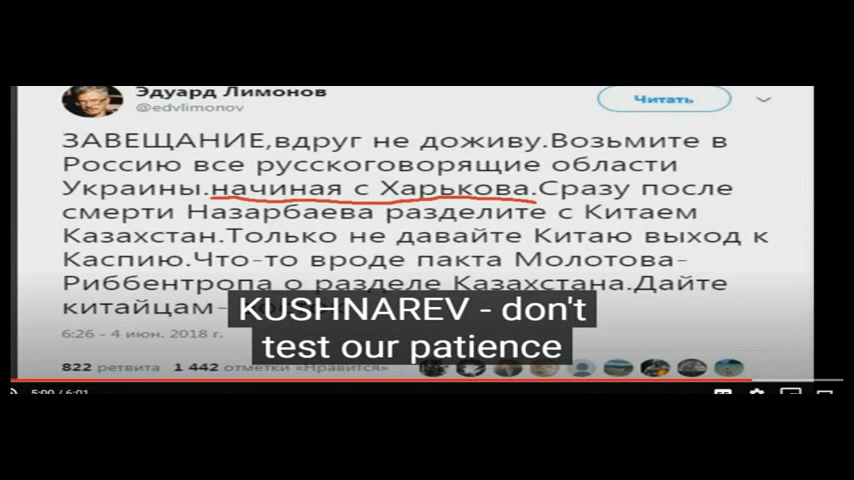 Эдуард Лимонов
@edvlimonov
Читать
ЗАВЕЩАНИЕ,вдруг не доживу.Возьмите в
Россию все русскоговорящие области
Украины.начиная с Харькова.Сразу после
смерти Назарбаева разделите с Китаем
Казахстан.Только не давайте Китаю выход к
Каспию.Что-то вроде пакта Молотова-
Риббентропа о разделе Казахстана.Дайте
китайцам-
KUSHNAREV - don't
test our patience
6:26 - 4 июн. 2018 г.
822 ретвита 1 442 отметки «Нравится»
5:00 / 6:01